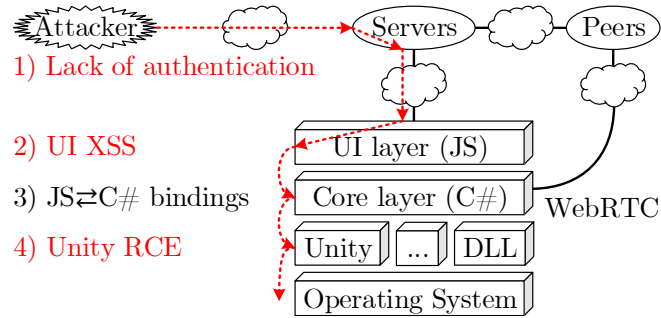 Attacker Servers Peers
1) Lack of authentication
2) UI XSS UI layer (JS)
3) JS⇄C# bindings Core layer (C#) WebRTC
4) Unity RCE Unity ... DLL
Operating System